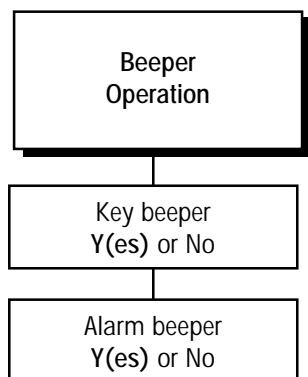 Beeper
Operation
Key beeper
Y(es) or No
Alarm beeper
Y(es) or No